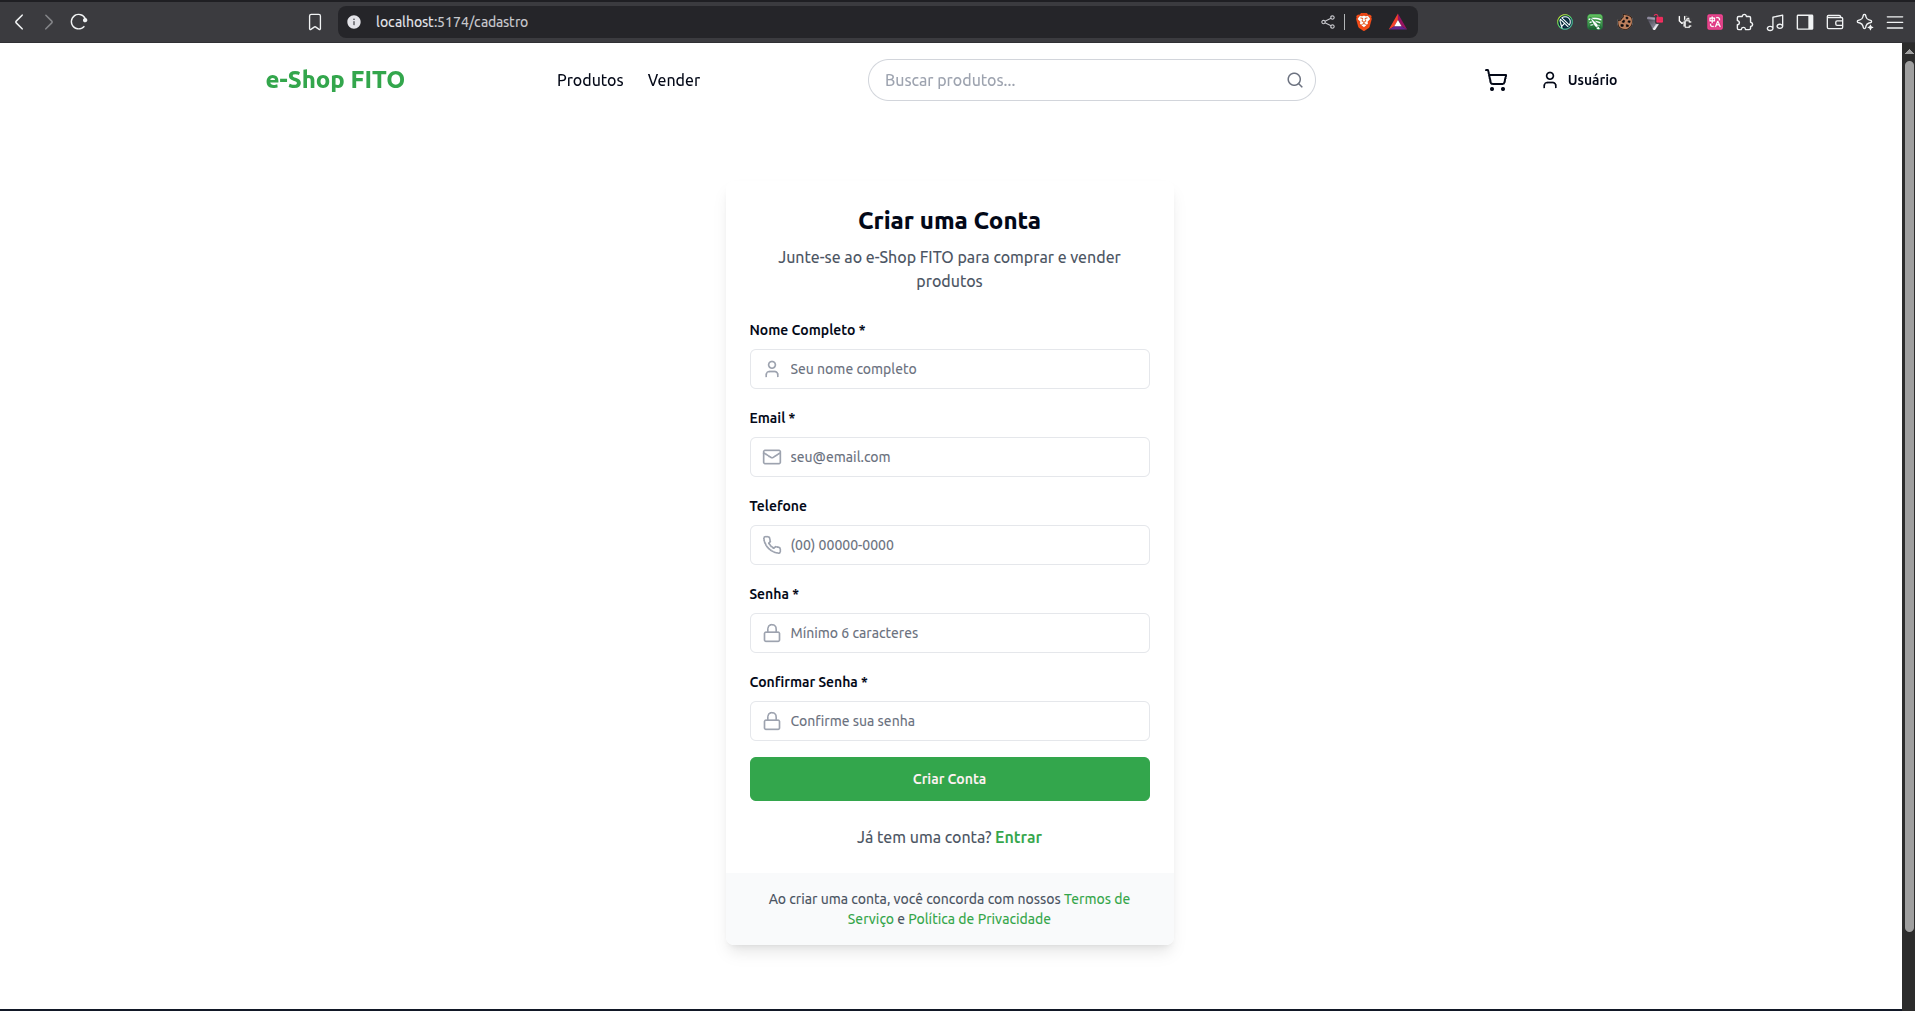 localhost:5174/cadastro
e-Shop FITO
Produtos
Vender
Buscar produtos...
Usuário
Criar uma Conta
Junte-se ao e-Shop FITO para comprar e vender
produtos
Nome Completo *
Seu nome completo
Email *
seu@email.com
Telefone
(00) 00000-0000
Senha *
Mínimo 6 caracteres
Confirmar Senha *
Confirme sua senha
Criar Conta
Já tem uma conta? Entrar
Ao criar uma conta, você concorda com nossos Termos de
Serviço e Política de Privacidade